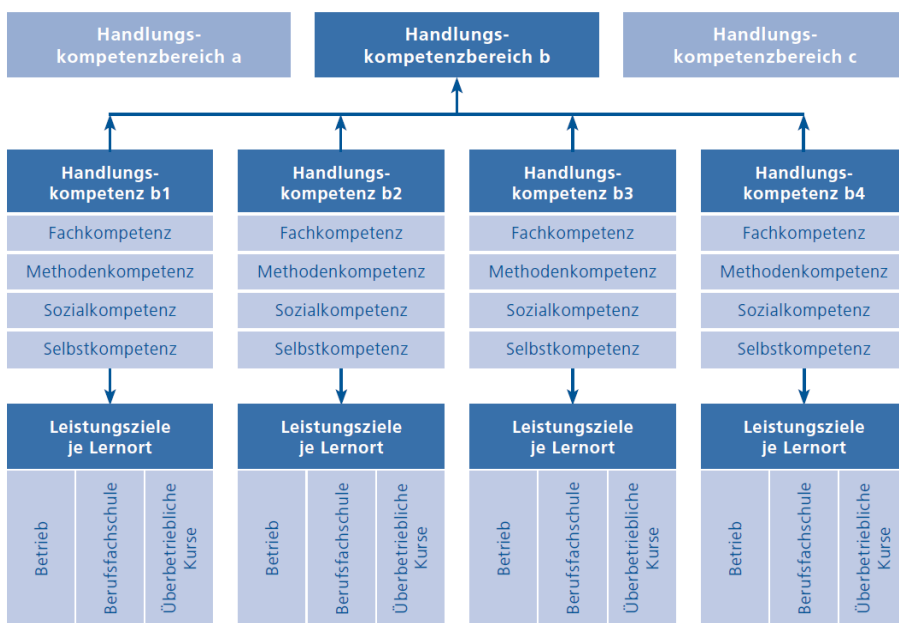 Handlungs-
kompetenzbereich a
Handlungs-
kompetenzbereich b
Handlungs-
kompetenzbereich c
Handlungs-
kompetenz b1
Fachkompetenz
Methodenkompetenz
Sozialkompetenz
Selbstkompetenz
Leistungsziele
je Lernort
Betrieb
Berufsfachschule
Überbetriebliche
Kurse
Handlungs-
kompetenz b2
Fachkompetenz
Methodenkompetenz
Sozialkompetenz
Selbstkompetenz
Leistungsziele
je Lernort
Betrieb
Berufsfachschule
Überbetriebliche
Kurse
Handlungs-
kompetenz b3
Fachkompetenz
Methodenkompetenz
Sozialkompetenz
Selbstkompetenz
Leistungsziele
je Lernort
Betrieb
Berufsfachschule
Überbetriebliche
Kurse
Handlungs-
kompetenz b4
Fachkompetenz
Methodenkompetenz
Sozialkompetenz
Selbstkompetenz
Leistungsziele
je Lernort
Betrieb
Berufsfachschule
Überbetriebliche
Kurse